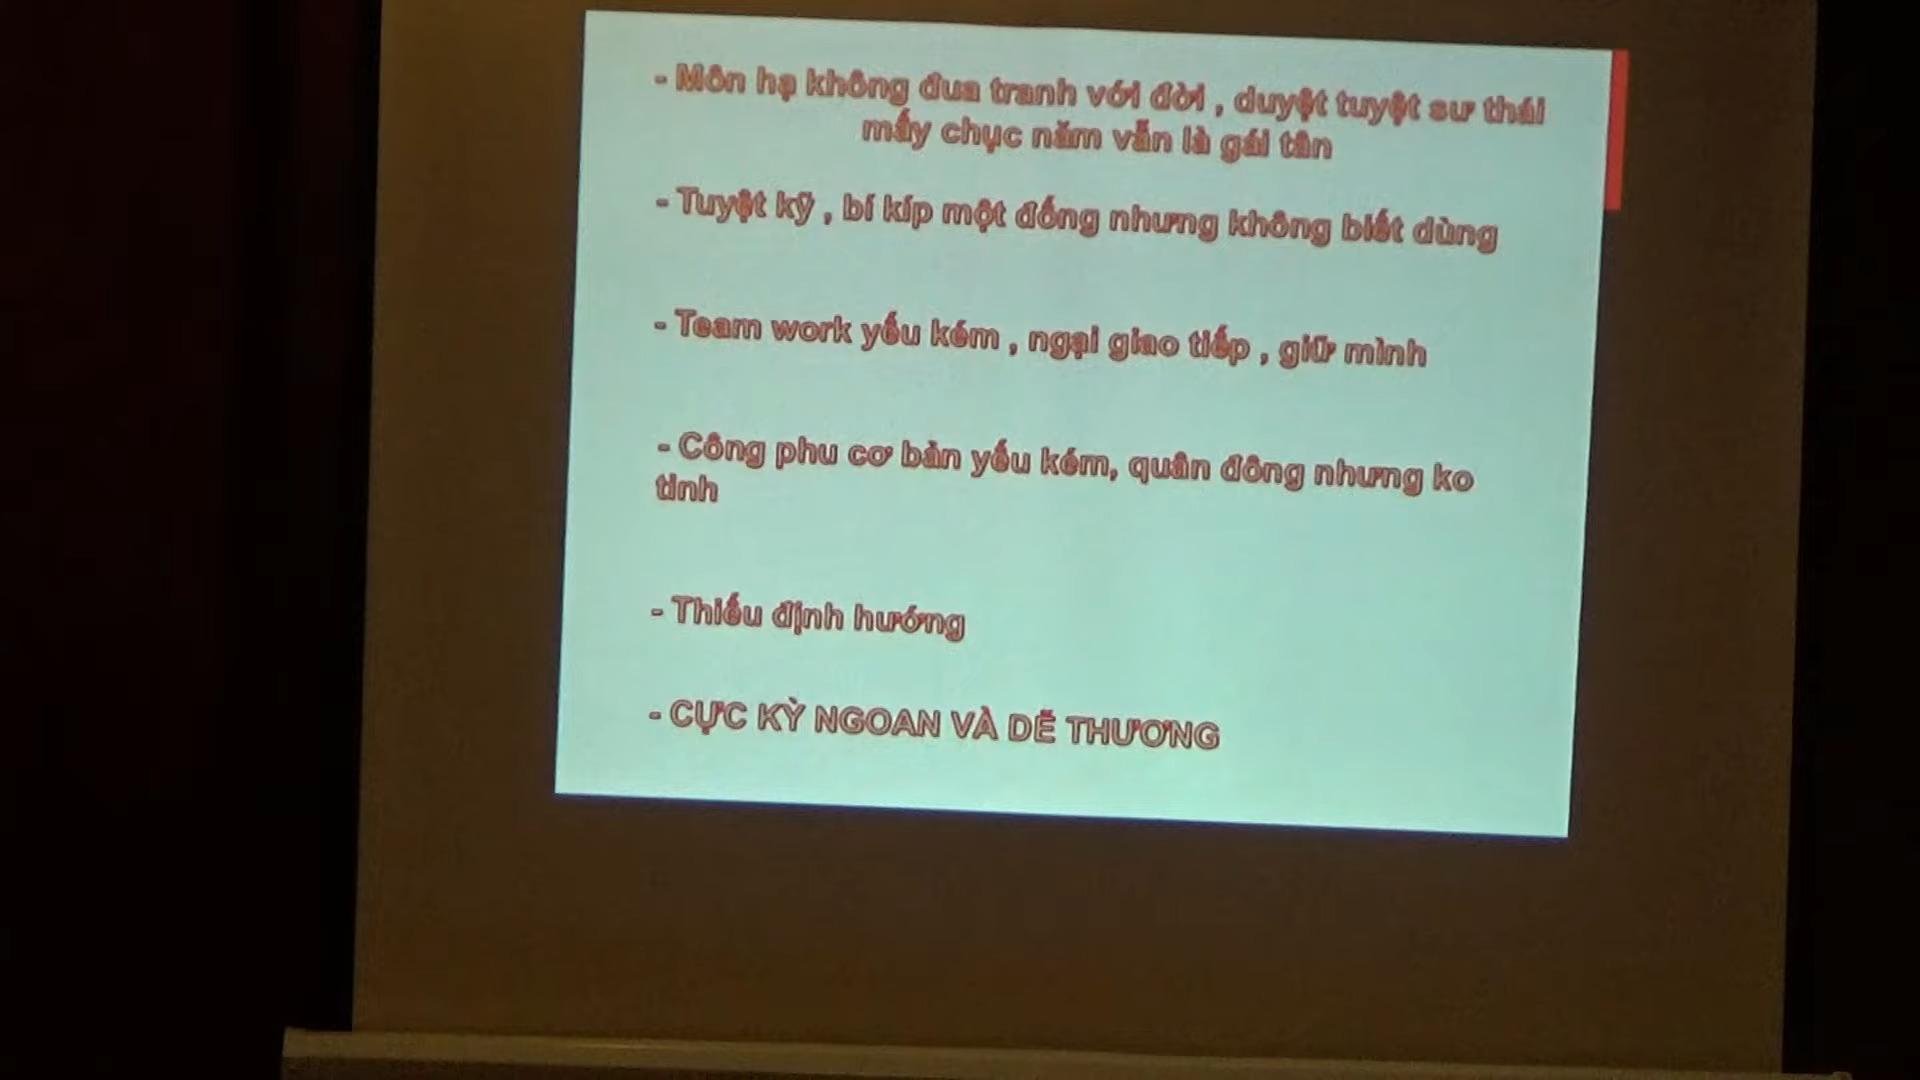 - Môn hạ không đua tranh với đời , duyệt tuyệt sư thái
mấy chục năm vẫn là gái tân
- Tuyệt kỹ , bí kíp một đống nhưng không biết dùng
- Team work yếu kém , ngại giao tiếp , giữ mình
- Công phu cơ bản yếu kém, quân đông nhưng ko
tinh
- Thiếu định hướng
- CỰC KỲ NGOAN VÀ DỄ THƯƠNG